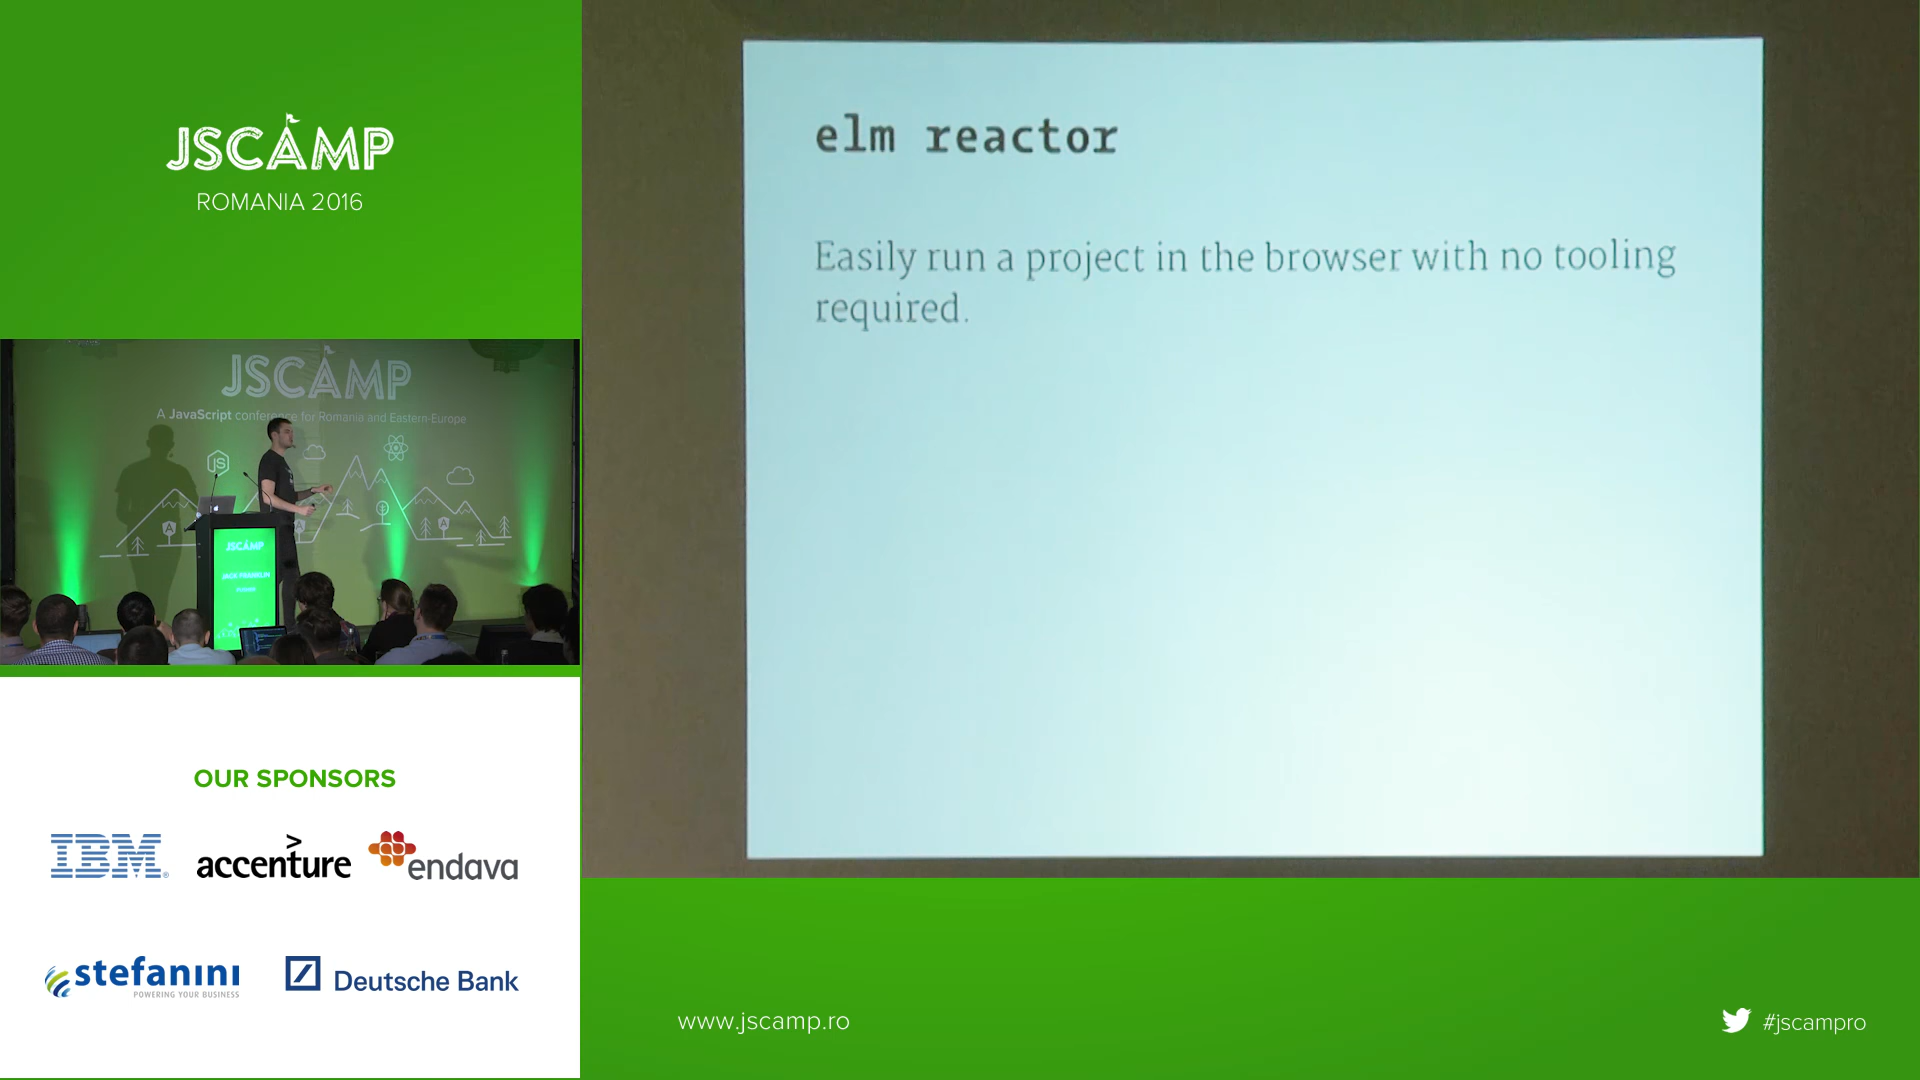 JSCAMP
ROMANIA 2016
JSCAMP
A JavaScript conference for Romania and Eastern-Europe
JS
A
A
A
JSCAMP
JACK FRANKLIN
OUR SPONSORS
IBM®
accenture
endava
stefanini
POWERING YOUR BUSINESS
Deutsche Bank
elm reactor
Easily run a project in the browser with no tooling
required.
www.jscamp.ro
#jscampro